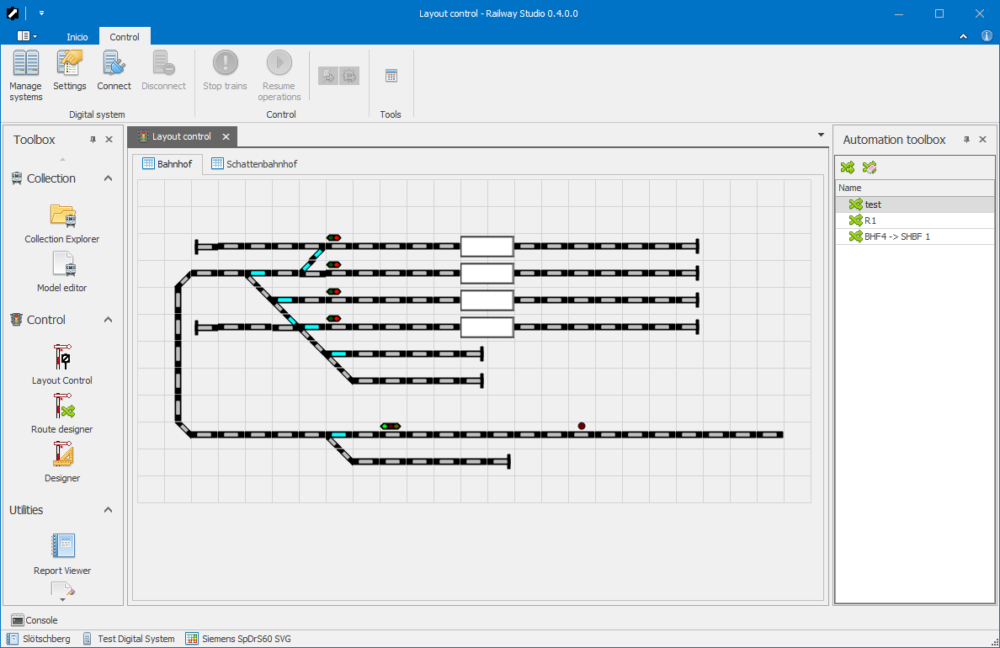 Layout control - Railway Studio 0.4.0.0
Inicio Control
Manage systems Settings Connect Disconnect Stop trains Resume operations
Digital system Control Tools
Toolbox
Collection
Collection Explorer
Model editor
Control
Layout Control
Route designer
Designer
Utilities
Report Viewer
Layout control
Bahnhof Schattenbahnhof
Automation toolbox
Name
test
R1
BHF4 -> SHBF 1
Console
Slötschberg Test Digital System Siemens SpDrS60 SVG